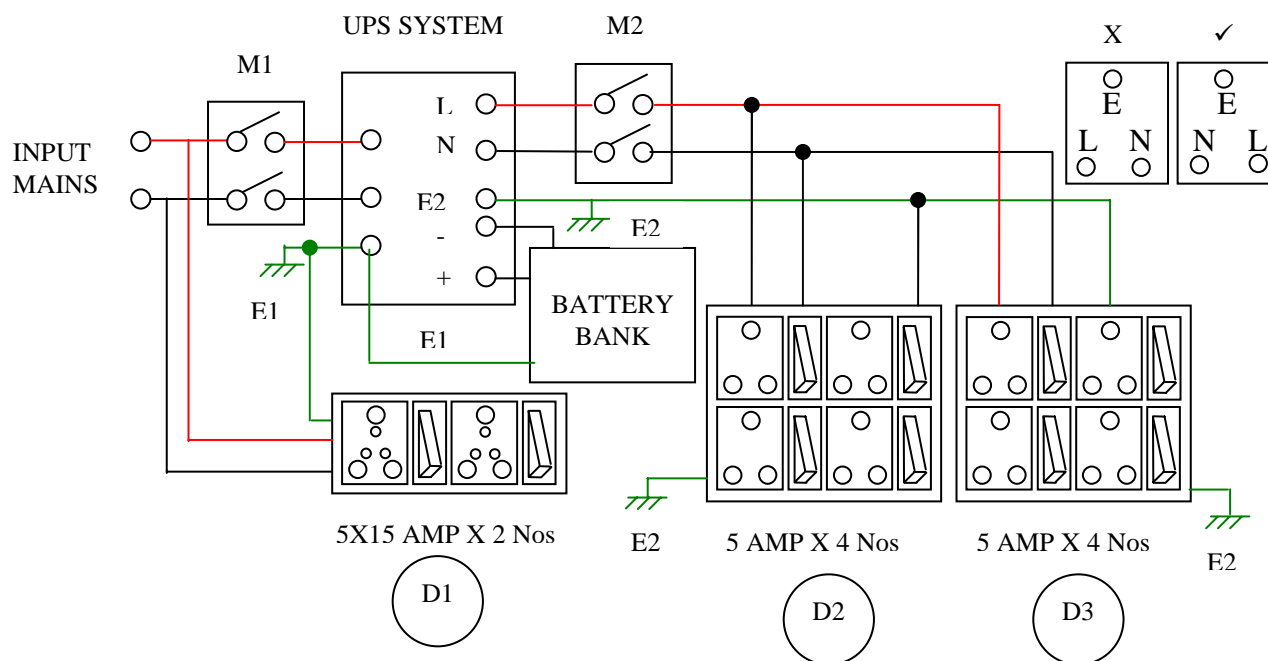 UPS SYSTEM
M2
X
✓
M1
L
N
E2
-
+
INPUT
MAINS
E
L N
E
N L
E2
E1
E1
BATTERY
BANK
5X15 AMP X 2 Nos
E2
5 AMP X 4 Nos
5 AMP X 4 Nos
E2
D1
D2
D3